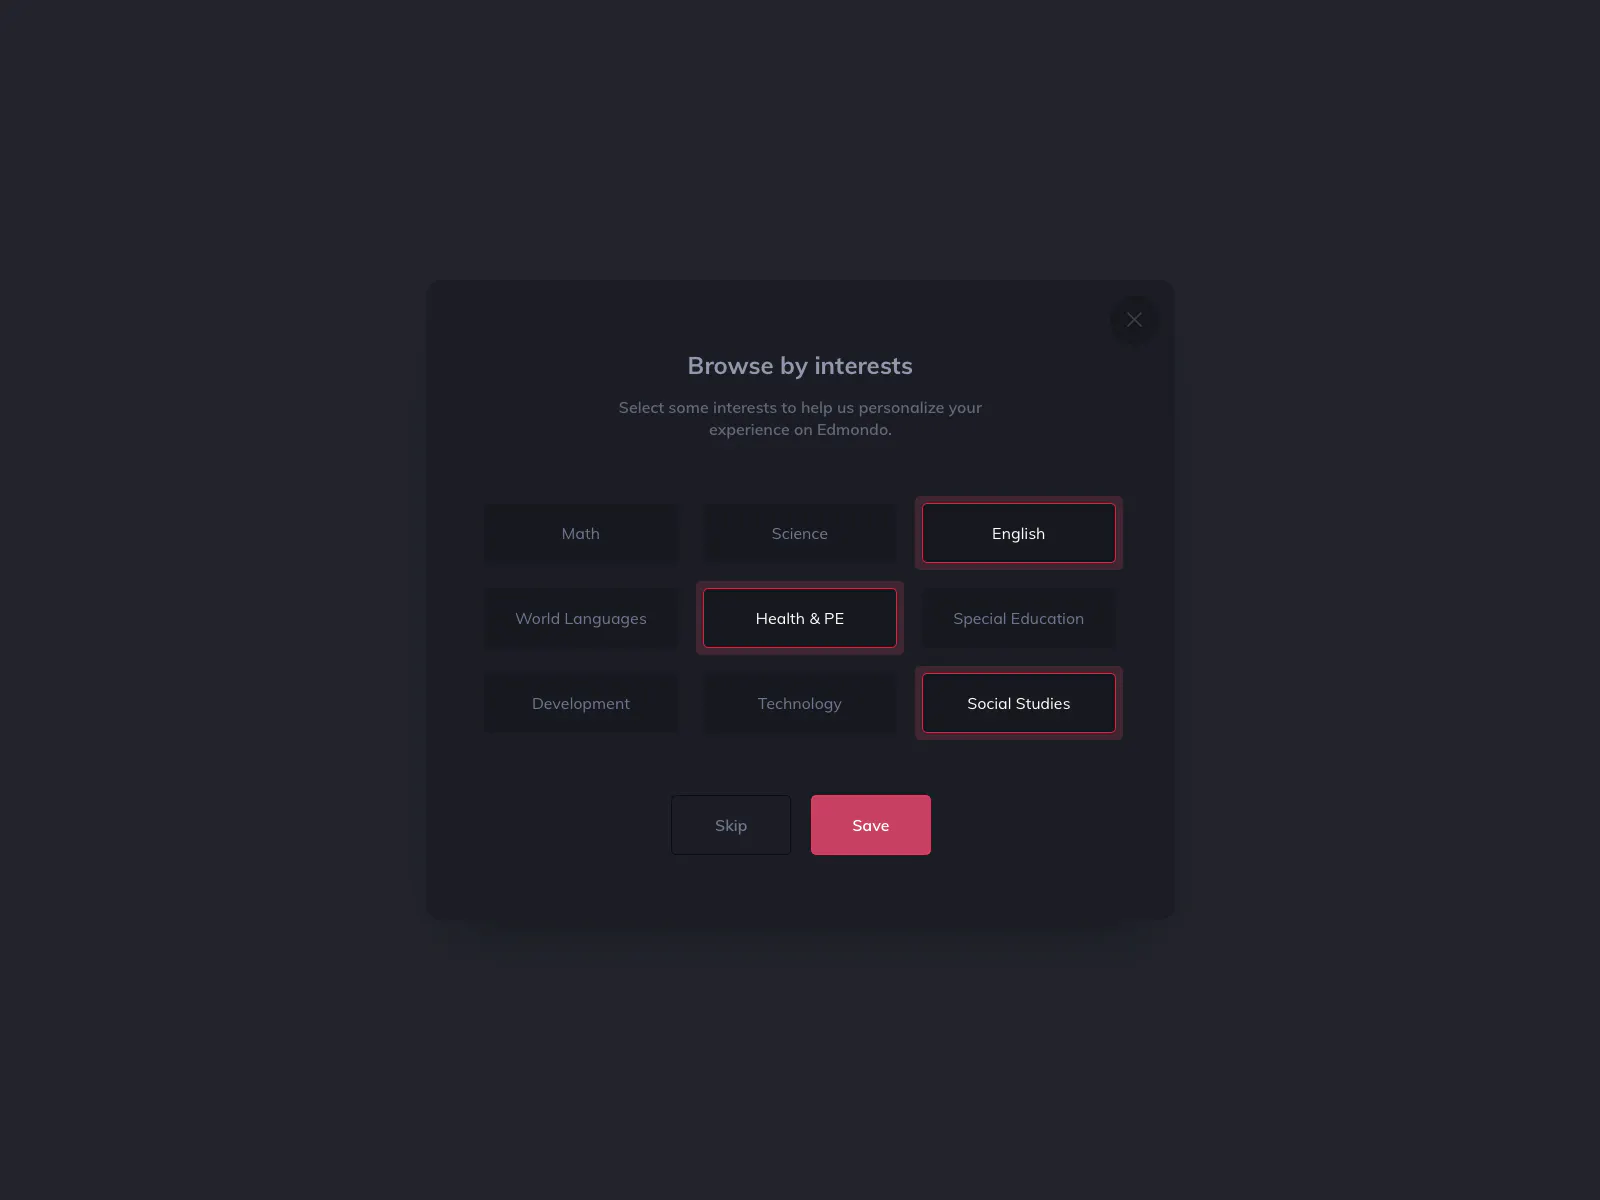 Browse by interests
Select some interests to help us personalize your
experience on Edmondo.
Math
Science
English
World Languages
Health & PE
Special Education
Development
Technology
Social Studies
Skip
Save